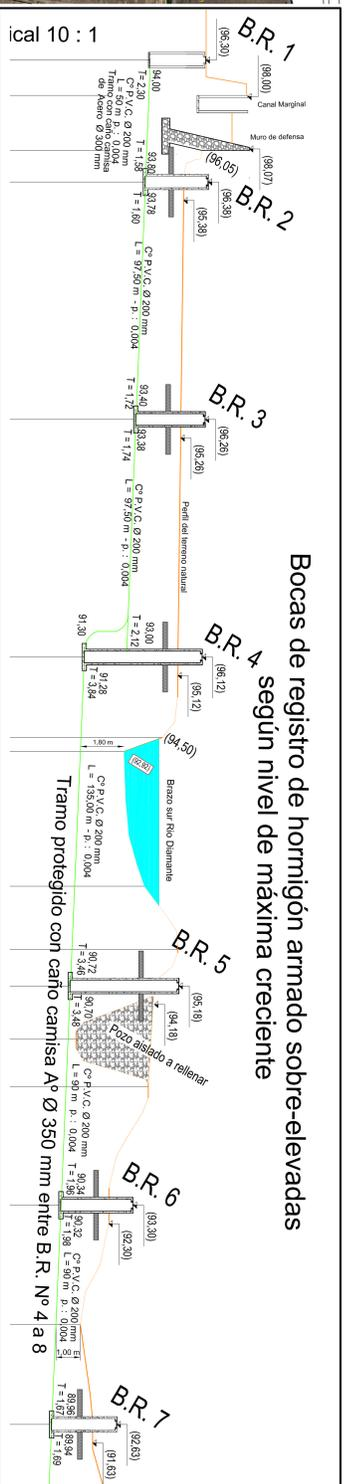 ical 10 : 1
Bocas de registro de hormigón armado sobre-elevadas
según nivel de máxima creciente
B.R. 1
(96,30)
94,00
T= 2,30
Cº P.V.C. Ø 200 mm
L = 50 m p. : 0,004
Tramo con caño camisa
de Acero Ø 300 mm
(98,00)
Canal Marginal
Muro de defensa
(98,07)
(96,05)
B.R. 2
(96,38)
(95,38)
93,80
T= 1,58
93,78
T= 1,60
Cº P.V.C. Ø 200 mm
L = 97,50 m - p. : 0,004
B.R. 3
(96,26)
(95,26)
93,40
T= 1,72
93,38
T = 1,74
Perfil del terreno natural
Cº P.V.C. Ø 200 mm
L = 97,50 m - p. : 0,004
B.R. 4
(96,12)
(95,12)
93,00
T = 2,12
91,30
91,28
T = 3,84
(94,50)
1,80 m
(92,92)
Brazo sur Rio Diamante
Cº P.V.C. Ø 200 mm
L = 135,00 m - p. : 0,004
Tramo protegido con caño camisa Aº Ø 350 mm entre B.R. Nº 4 a 8
B.R. 5
(95,18)
(94,18)
90,72
T = 3,46
90,70
T = 3,48
Pozo aislado a rellenar
Cº P.V.C. Ø 200 mm
L = 90 m p. : 0,004
B.R. 6
(93,30)
(92,30)
90,34
T = 1,96
90,32
T = 1,98
Cº P.V.C. Ø 200 mm
L = 90 m p. : 0,004
B.R. 7
(92,63)
(91,63)
89,96
T = 1,67
89,94
T = 1,69